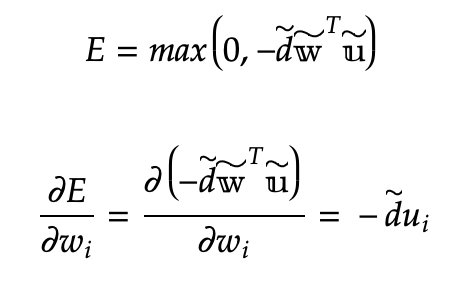 E = max(0, −d̃𝕨̃ᵀ𝕦̃)
∂E/∂wᵢ = ∂(−d̃𝕨̃ᵀ𝕦̃)/∂wᵢ = −d̃uᵢ